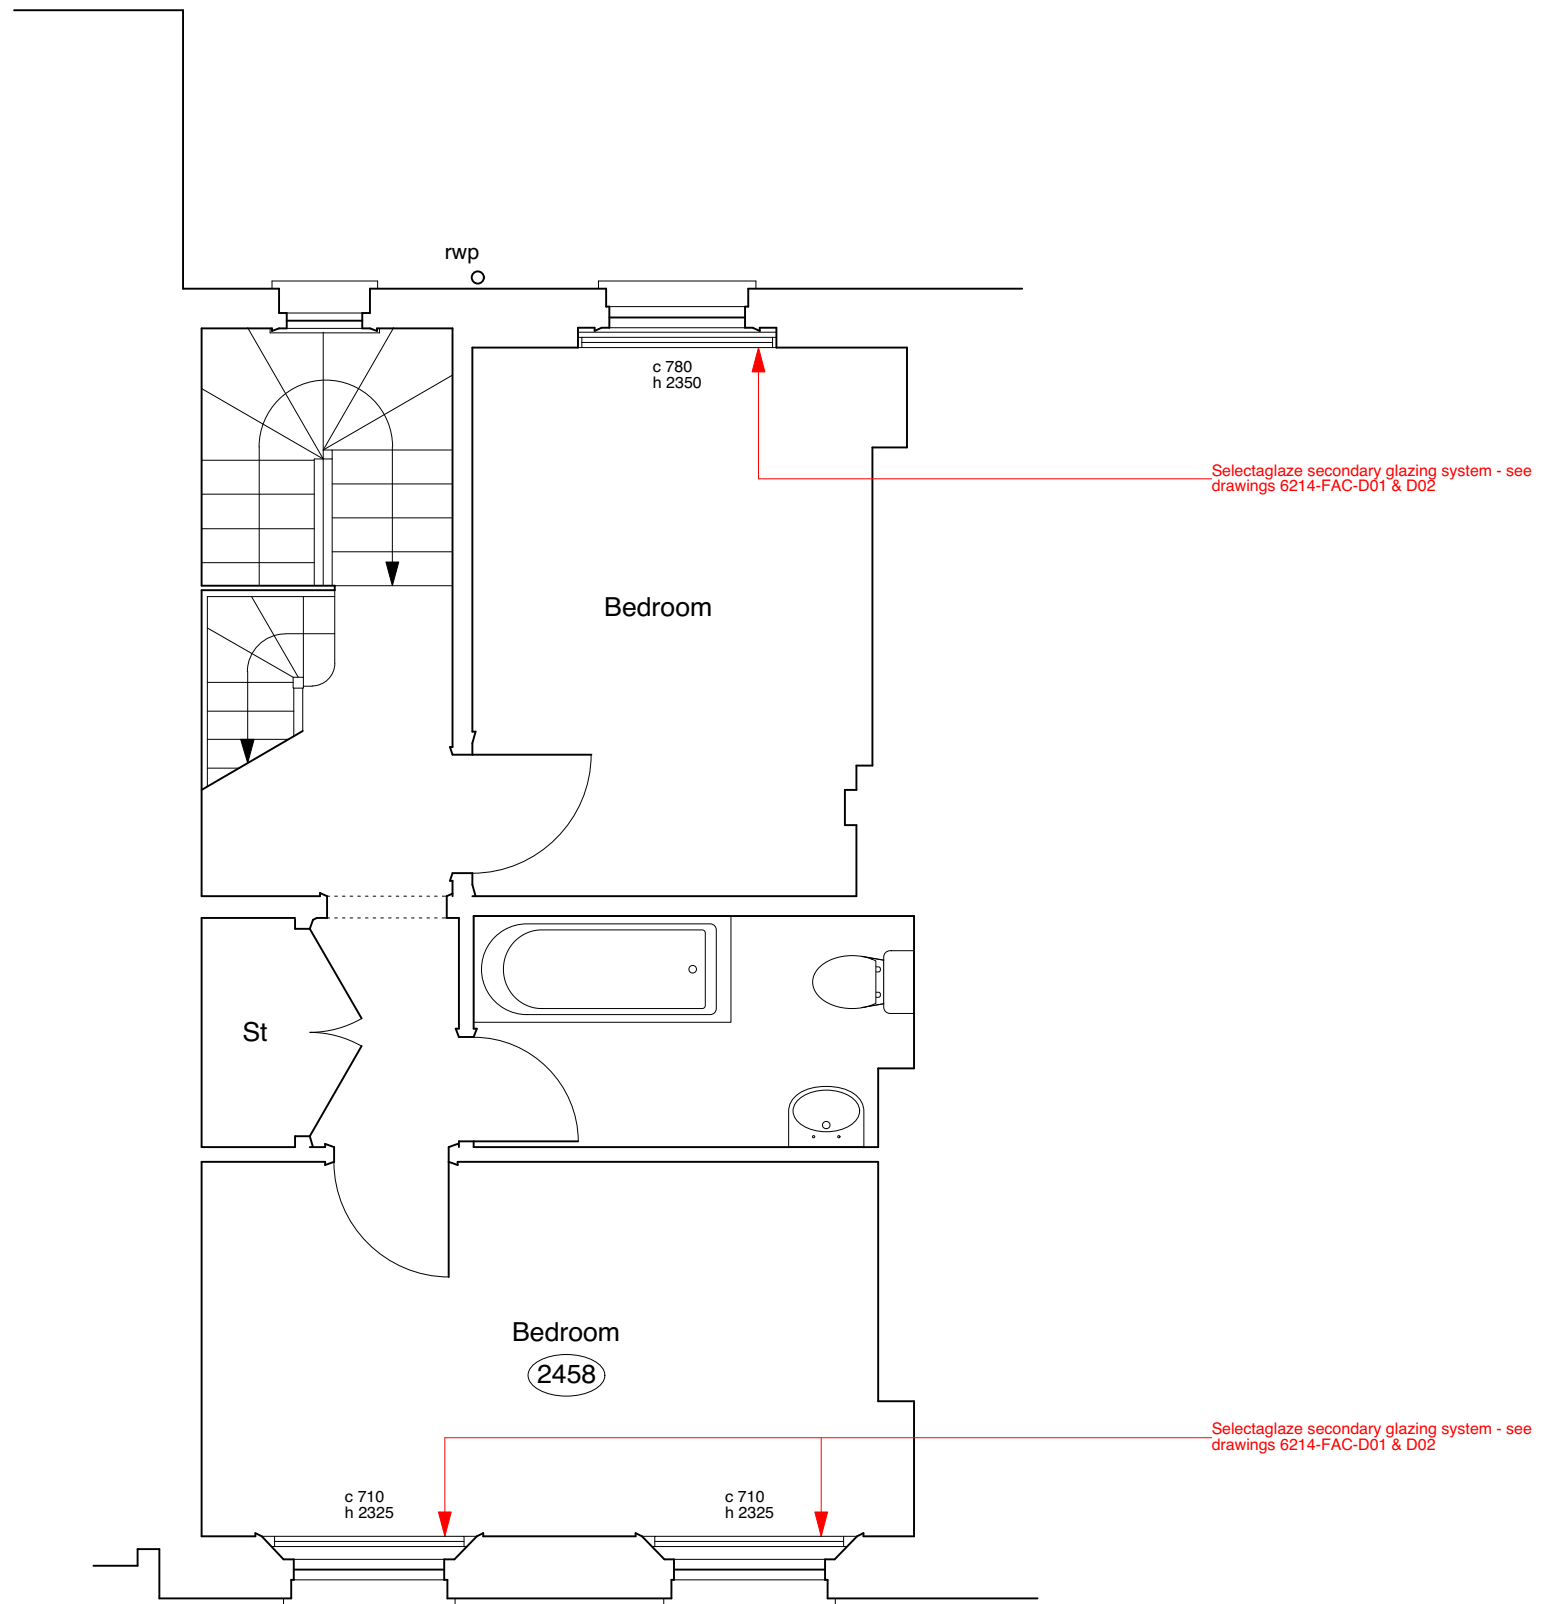 rwp
c 780
h 2350
Selectaglaze secondary glazing system - see
drawings 6214-FAC-D01 & D02
Bedroom
St
Bedroom
2458
Selectaglaze secondary glazing system - see
drawings 6214-FAC-D01 & D02
c 710
h 2325
c 710
h 2325